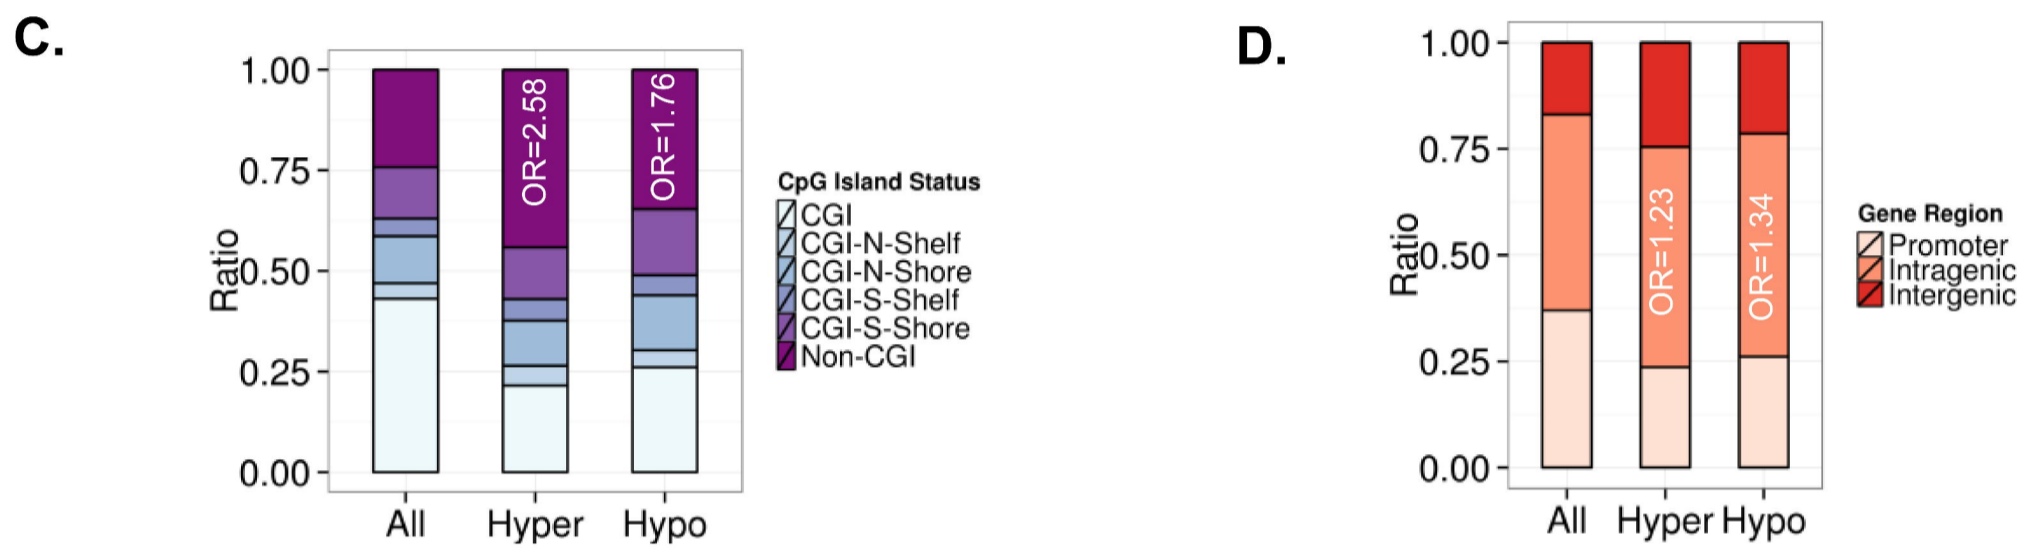 C.
Ratio
1.00
0.75
0.50
0.25
0.00
OR=2.58
OR=1.76
All Hyper Hypo
CpG Island Status
CGI
CGI-N-Shelf
CGI-N-Shore
CGI-S-Shelf
CGI-S-Shore
Non-CGI
D.
Ratio
1.00
0.75
0.50
0.25
0.00
OR=1.23
OR=1.34
All Hyper Hypo
Gene Region
Promoter
Intragenic
Intergenic